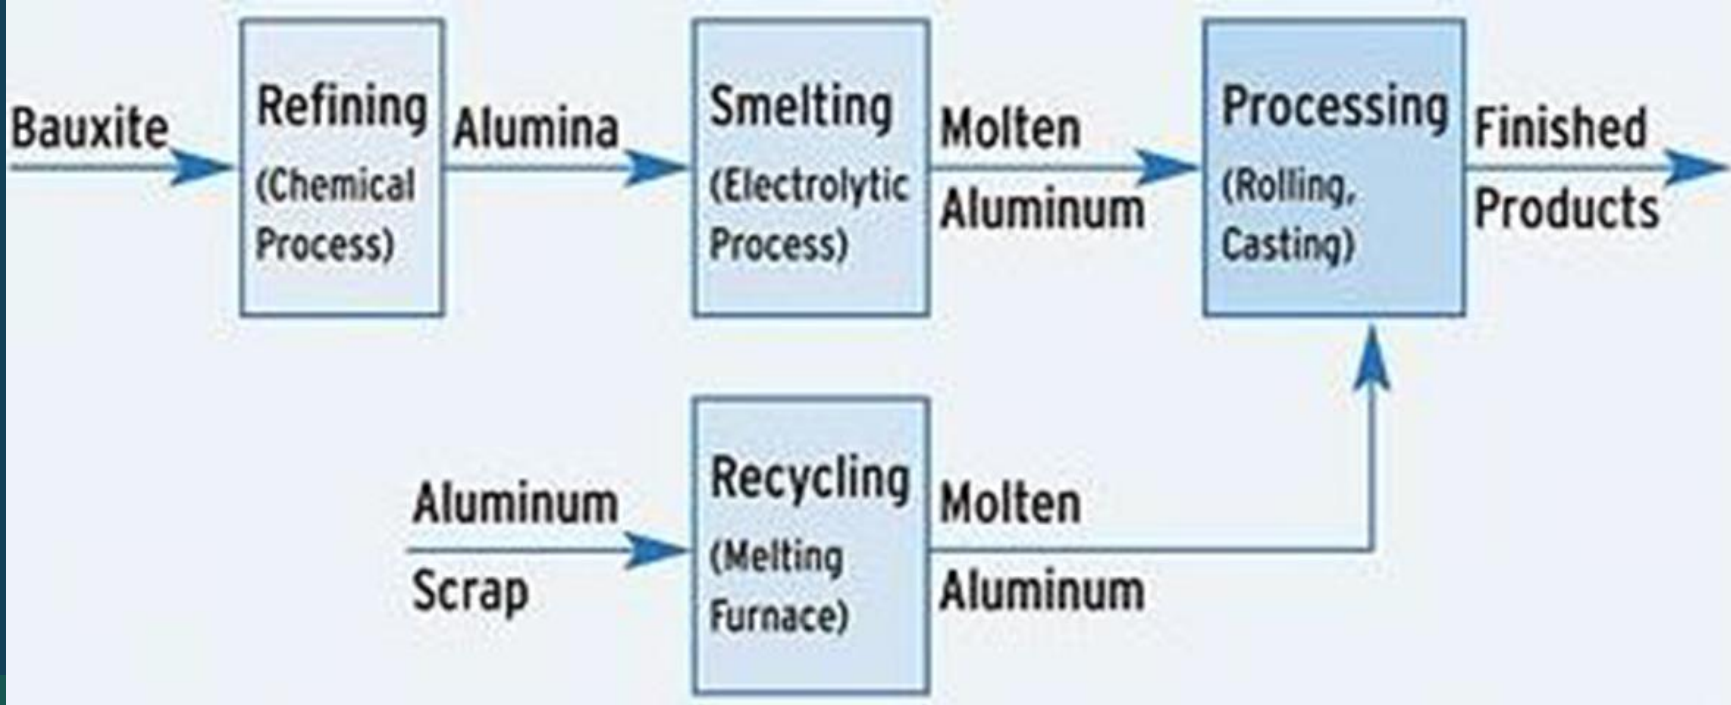 Bauxite
Refining
(Chemical
Process)
Alumina
Smelting
(Electrolytic
Process)
Molten
Aluminum
Processing
(Rolling,
Casting)
Finished
Products
Aluminum
Scrap
Recycling
(Melting
Furnace)
Molten
Aluminum